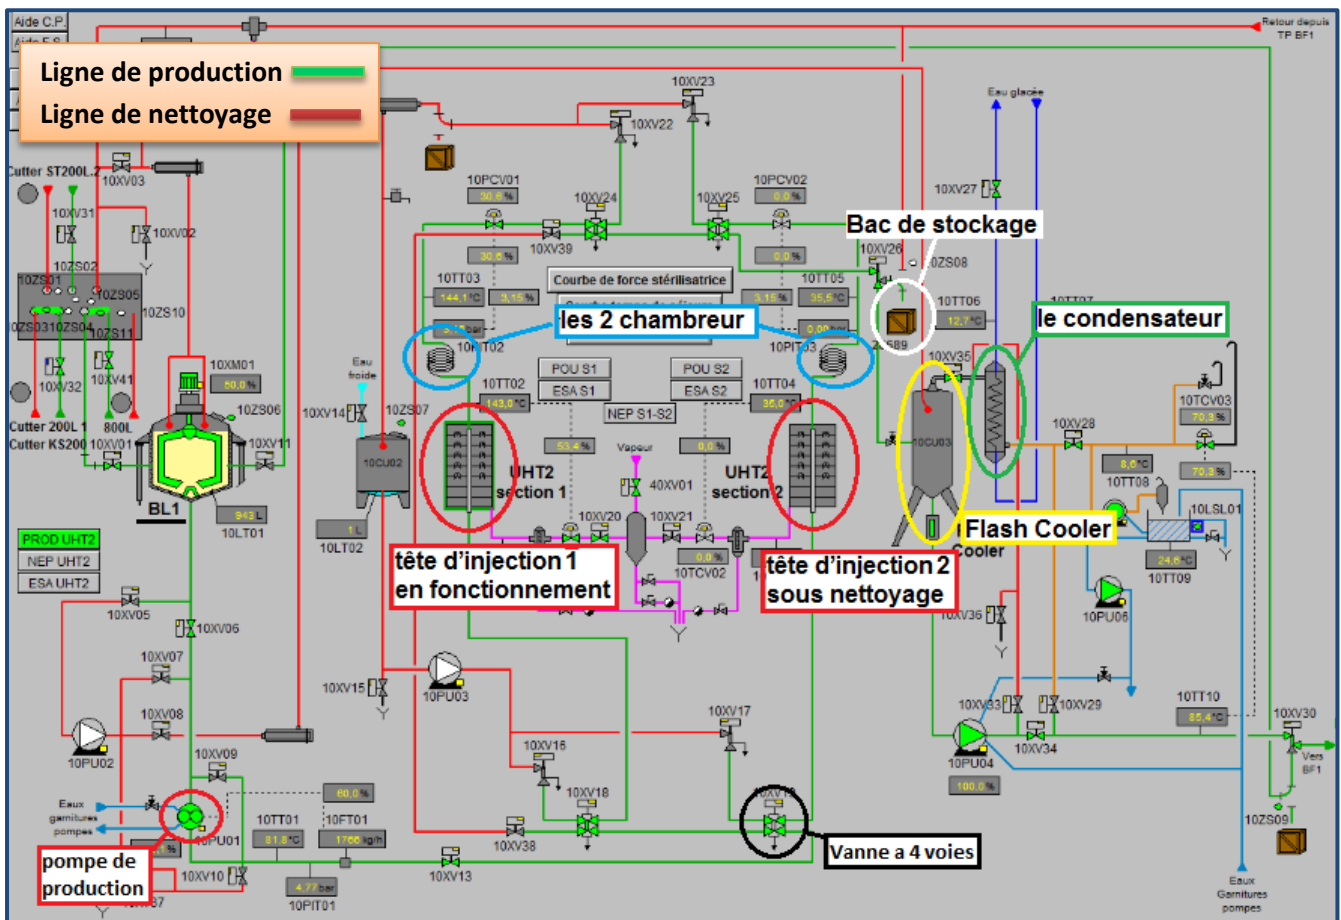 Aide C.P.
Retour depuis
TP BF1
Ligne de production
Ligne de nettoyage
10XV23
10XV22
Eau glacée
10XV03
Cutter ST200L.2
10XV31
10XV02
10PCV01
30,6 %
10XV24
10XV25
10PCV02
0,0 %
10XV27
Bac de stockage
10XV39
10XV26
10ZS08
10ZS02
10ZS01
10ZS05
10ZS10
10ZS03
10ZS04
10ZS11
30,6 %
0,0 %
10TT03
144,1 °C
3,15 %
Courbe de force stérilisatrice
3,15 %
10TT05
35,5 °C
10TT06
12,7 °C
10TT07
les 2 chambreur
le condensateur
bar
0,00 bar
10PIT02
10PIT03
10XV32
10XV41
10XM01
60,0 %
Eau
froide
POU S1
ESA S1
POU S2
ESA S2
NEP S1-S2
10TT02
143,0 °C
10TT04
10XV35
10TCV03
70,3 %
10XV14
10ZS07
10ZS06
Cutter 200L 1
800L
Cutter KS200
10XV01
10XV11
BL1
943 L
10LT01
10CU02
1 L
10LT02
53,4 %
Vapeur
0,0 %
UHT2
section 1
UHT2
section 2
40XV01
10CU03
10XV28
70,3 %
10TT08
10LSL01
24,6 °C
10TT09
10XV20
10XV21
0,0 %
10TCV02
Flash Cooler
Cooler
PROD UHT2
NEP UHT2
ESA UHT2
tête d'injection 1
en fonctionnement
tête d'injection 2
sous nettoyage
10XV05
10XV06
10PU06
10XV36
10XV07
10XV08
10PU02
10XV15
10PU03
10XV17
10XV16
10XV33
10XV29
10TT10
85,4 °C
10XV30
Vers
BF1
10XV34
10PU04
100,0 %
10XV09
Eaux
garnitures
pompes
10PU01
60,0 %
10TT01
81,8 °C
10FT01
1766 kg/h
10XV18
10XV38
Vanne a 4 voies
10ZS09
pompe de
production
10XV10
4,77 bar
10PIT01
10XV13
Eaux
Garnitures
pompes